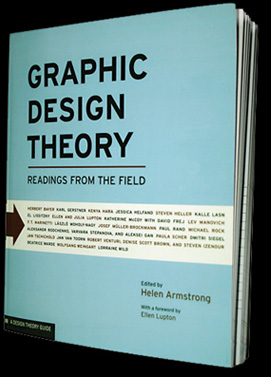 GRAPHIC
DESIGN
THEORY
READINGS FROM THE FIELD
HERBERT BAYER KARL GERSTNER KENYA HARA JESSICA HELFAND STEVEN HELLER KALLE LASN
EL LISSITZKY ELLEN AND JULIA LUPTON KATHERINE McCOY WITH DAVID FREJ LEV MANOVICH
F. T. MARINETTI LÁSZLÓ MOHOLY-NAGY JOSEF MÜLLER-BROCKMANN PAUL RAND MICHAEL ROCK
ALEKSANDR RODCHENKO, VARVARA STEPANOVA, AND ALEKSEI GAN PAULA SCHER DMITRI SIEGEL
JAN TSCHICHOLD JAN VAN TOORN ROBERT VENTURI, DENISE SCOTT BROWN, AND STEVEN IZENOUR
BEATRICE WARDE WOLFGANG WEINGART LORRAINE WILD
Edited by
Helen Armstrong
With a foreword by
Ellen Lupton
A DESIGN THEORY GUIDE